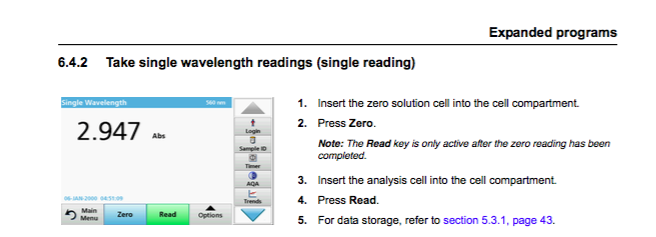 Expanded programs
6.4.2 Take single wavelength readings (single reading)
Single Wavelength 560 nm
2.947 Abs
Login
Sample ID
Timer
AQA
Trends
06-JAN-2000 04:51:09
Main
Menu
Zero
Read
Options
1. Insert the zero solution cell into the cell compartment.
2. Press Zero.
Note: The Read key is only active after the zero reading has been
completed.
3. Insert the analysis cell into the cell compartment.
4. Press Read.
5. For data storage, refer to section 5.3.1, page 43.